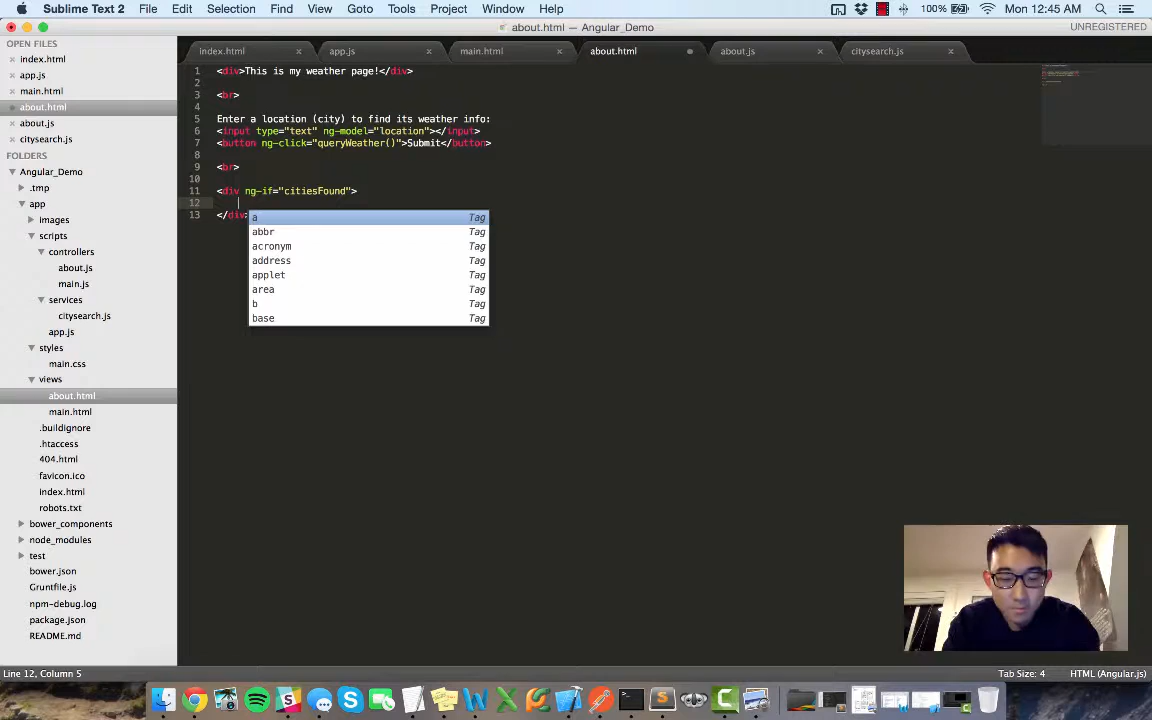 Sublime Text 2 File Edit Selection Find View Goto Tools Project Window Help 100% Mon 12:45 AM
about.html — Angular_Demo UNREGISTERED
OPEN FILES
index.html
app.js
main.html
about.html
about.js
citysearch.js
FOLDERS
Angular_Demo
.tmp
app
images
scripts
controllers
about.js
main.js
services
citysearch.js
app.js
styles
main.css
views
about.html
main.html
.buildignore
.htaccess
404.html
favicon.ico
index.html
robots.txt
bower_components
node_modules
test
bower.json
Gruntfile.js
npm-debug.log
package.json
README.md
index.html app.js main.html about.html about.js citysearch.js
1 <div>This is my weather page!</div>
2
3 <br>
4
5 Enter a location (city) to find its weather info:
6 <input type="text" ng-model="location"></input>
7 <button ng-click="queryWeather()">Submit</button>
8
9 <br>
10
11 <div ng-if="citiesFound">
12
13 </div>
a Tag
abbr Tag
acronym Tag
address Tag
applet Tag
area Tag
b Tag
base Tag
Line 12, Column 5 Tab Size: 4 HTML (Angular.js)